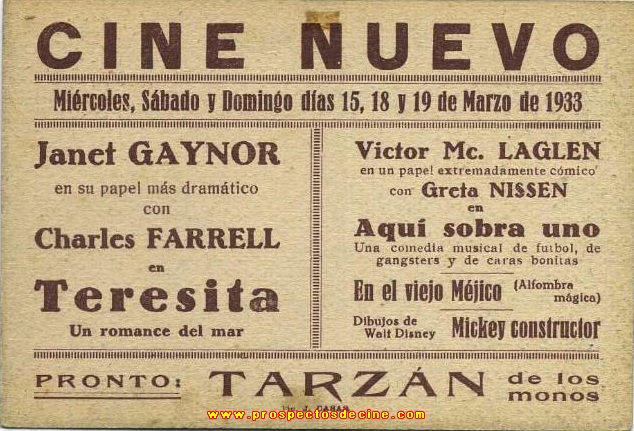 CINE NUEVO
Miércoles, Sábado y Domingo días 15, 18 y 19 de Marzo de 1933
Janet GAYNOR
en su papel más dramático
con
Charles FARRELL
en
Teresita
Un romance del mar
Victor Mc. LAGLEN
en un papel extremadamente cómico
con Greta NISSEN
en
Aquí sobra uno
Una comedia musical de futbol, de
gangsters y de caras bonitas
En el viejo Méjico (Alfombra
mágica)
Dibujos de
Walt Disney Mickey constructor
PRONTO: TARZÁN de los
monos
www.prospectosdecine.com